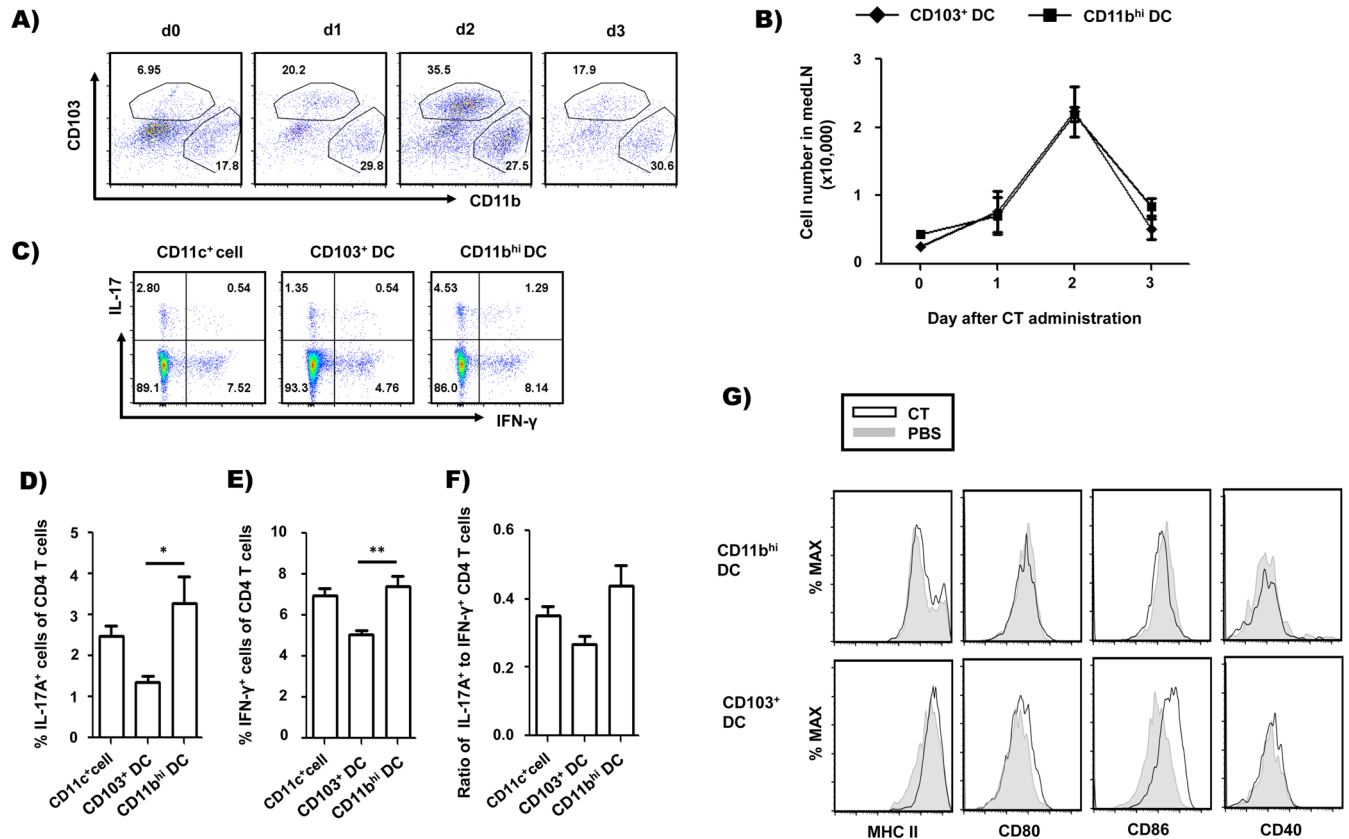 A)
d0 d1 d2 d3
6.95 20.2 35.5 17.9
17.8 29.8 27.5 30.6
CD103
CD11b
B)
CD103⁺ DC CD11bʰⁱ DC
Cell number in medLN
(x10,000)
3
2
1
0
0 1 2 3
Day after CT administration
C)
CD11c⁺ cell CD103⁺ DC CD11bʰⁱ DC
IL-17
2.80 0.54 1.35 0.54 4.53 1.29
89.1 7.52 93.3 4.76 86.0 8.14
IFN-γ
D)
% IL-17A⁺ cells of CD4 T cells
5
4
3
2
1
0
*
CD11c⁺cell
CD103⁺ DC
CD11bʰⁱ DC
E)
% IFN-γ⁺ cells of CD4 T cells
10
8
6
4
2
0
**
CD11c⁺cell
CD103⁺ DC
CD11bʰⁱ DC
F)
Ratio of IL-17A⁺ to IFN-γ⁺ CD4 T cells
0.6
0.4
0.2
0.0
CD11c⁺cell
CD103⁺ DC
CD11bʰⁱ DC
G)
CT
PBS
CD11bʰⁱ
DC
% MAX
CD103⁺
DC
% MAX
MHC II CD80 CD86 CD40